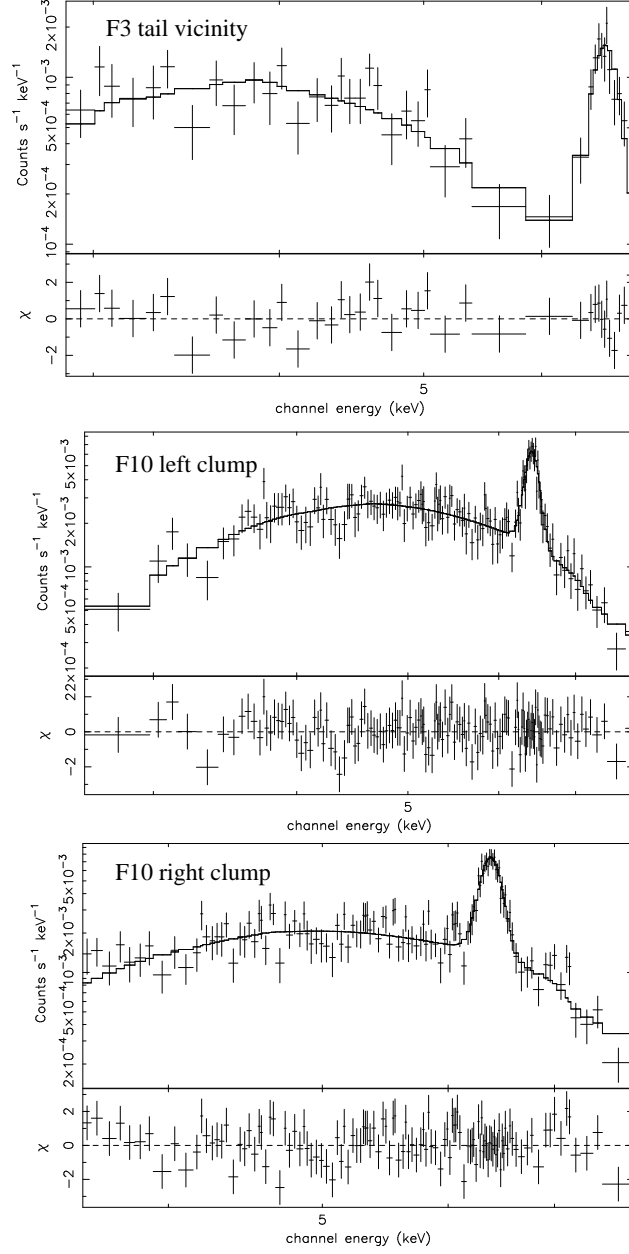 F3 tail vicinity
Counts s⁻¹ keV⁻¹
10⁻⁴ 2×10⁻⁴ 5×10⁻⁴ 10⁻³ 2×10⁻³
χ
−2 0 2
5
channel energy (keV)
F10 left clump
Counts s⁻¹ keV⁻¹
2×10⁻⁴ 5×10⁻⁴ 10⁻³ 2×10⁻³ 5×10⁻³
χ
−2 0 2
5
channel energy (keV)
F10 right clump
Counts s⁻¹ keV⁻¹
2×10⁻⁴ 5×10⁻⁴ 10⁻³ 2×10⁻³ 5×10⁻³
χ
−2 0 2
5
channel energy (keV)